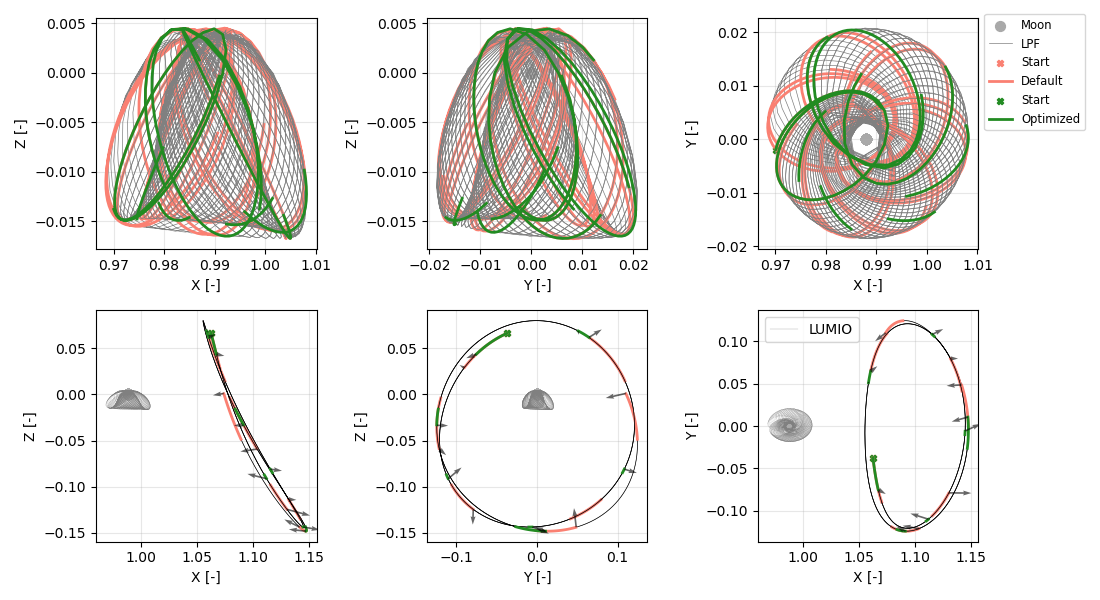 0.005
0.000
−0.005
−0.010
−0.015
Z [-]
0.97 0.98 0.99 1.00 1.01
X [-]
0.005
0.000
−0.005
−0.010
−0.015
Z [-]
−0.02 −0.01 0.00 0.01 0.02
Y [-]
0.02
0.01
0.00
−0.01
−0.02
Y [-]
0.97 0.98 0.99 1.00 1.01
X [-]
Moon
LPF
Start
Default
Start
Optimized
0.05
0.00
−0.05
−0.10
−0.15
Z [-]
1.00 1.05 1.10 1.15
X [-]
0.05
0.00
−0.05
−0.10
−0.15
Z [-]
−0.1 0.0 0.1
Y [-]
LUMIO
0.10
0.05
0.00
−0.05
−0.10
Y [-]
1.00 1.05 1.10 1.15
X [-]